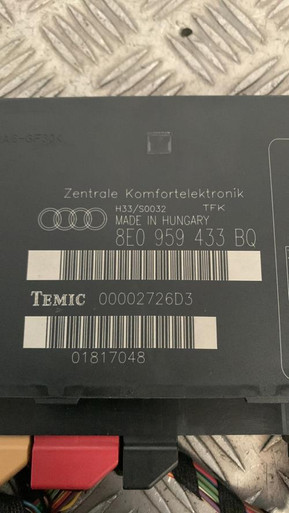 Zentrale Komfortelektronik
H33/S0032 TFK
MADE IN HUNGARY
8E0 959 433 BQ
TEMIC 00002726D3
01817048